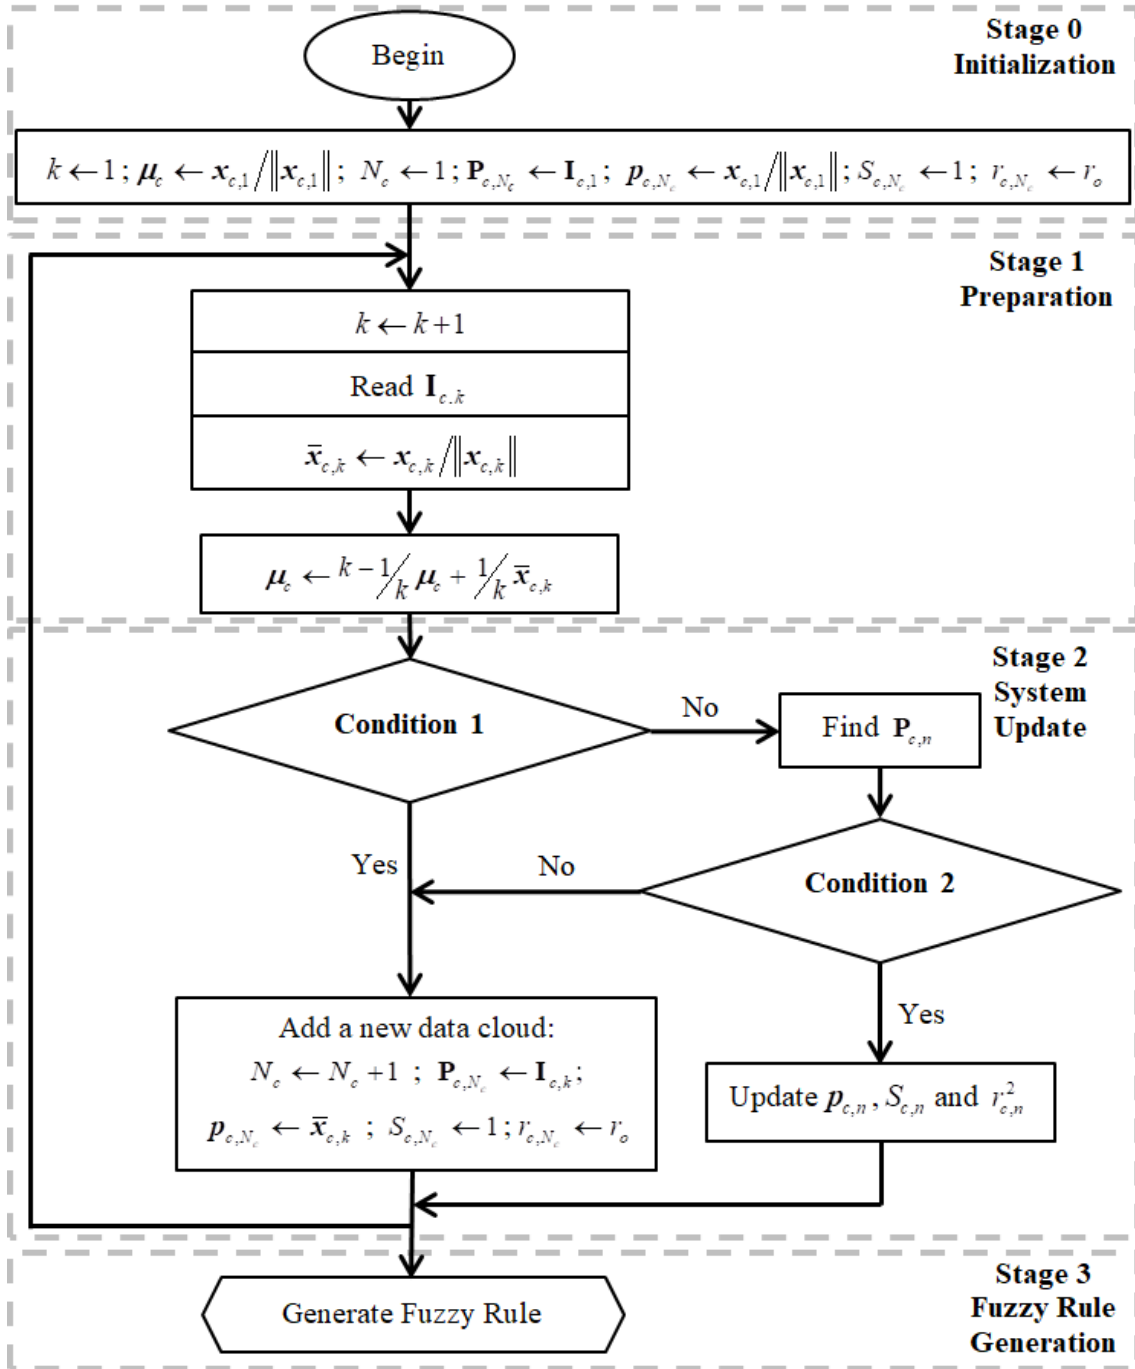 Stage 0
Initialization
Begin
k ← 1 ; μ_c ← x_{c,1}/‖x_{c,1}‖ ; N_c ← 1 ; P_{c,N_c} ← I_{c,1} ; p_{c,N_c} ← x_{c,1}/‖x_{c,1}‖ ; S_{c,N_c} ← 1 ; r_{c,N_c} ← r_o
Stage 1
Preparation
k ← k+1
Read I_{c,k}
x̄_{c,k} ← x_{c,k}/‖x_{c,k}‖
μ_c ← k−1/k μ_c + 1/k x̄_{c,k}
Stage 2
System
Update
Condition 1
No
Find P_{c,n}
Yes
No
Condition 2
Yes
Add a new data cloud:
N_c ← N_c +1 ; P_{c,N_c} ← I_{c,k};
p_{c,N_c} ← x̄_{c,k} ; S_{c,N_c} ← 1 ; r_{c,N_c} ← r_o
Update p_{c,n}, S_{c,n} and r²_{c,n}
Stage 3
Fuzzy Rule
Generation
Generate Fuzzy Rule